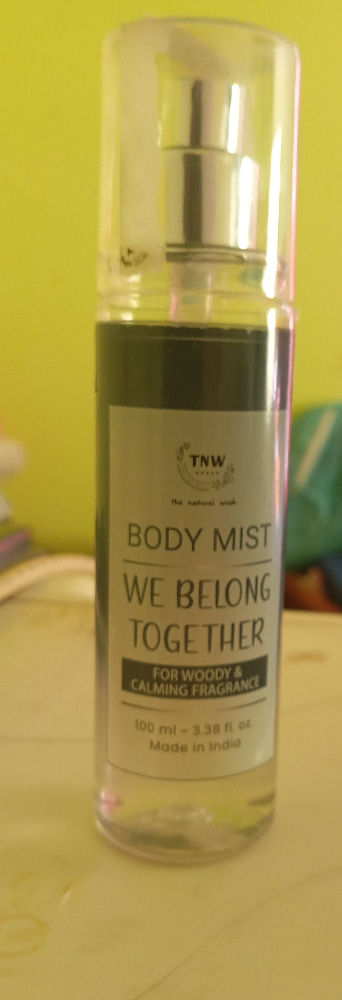 TNW
the natural wash
BODY MIST
WE BELONG
TOGETHER
FOR WOODY &
CALMING FRAGRANCE
100 ml - 3.38 fl. oz.
Made in India